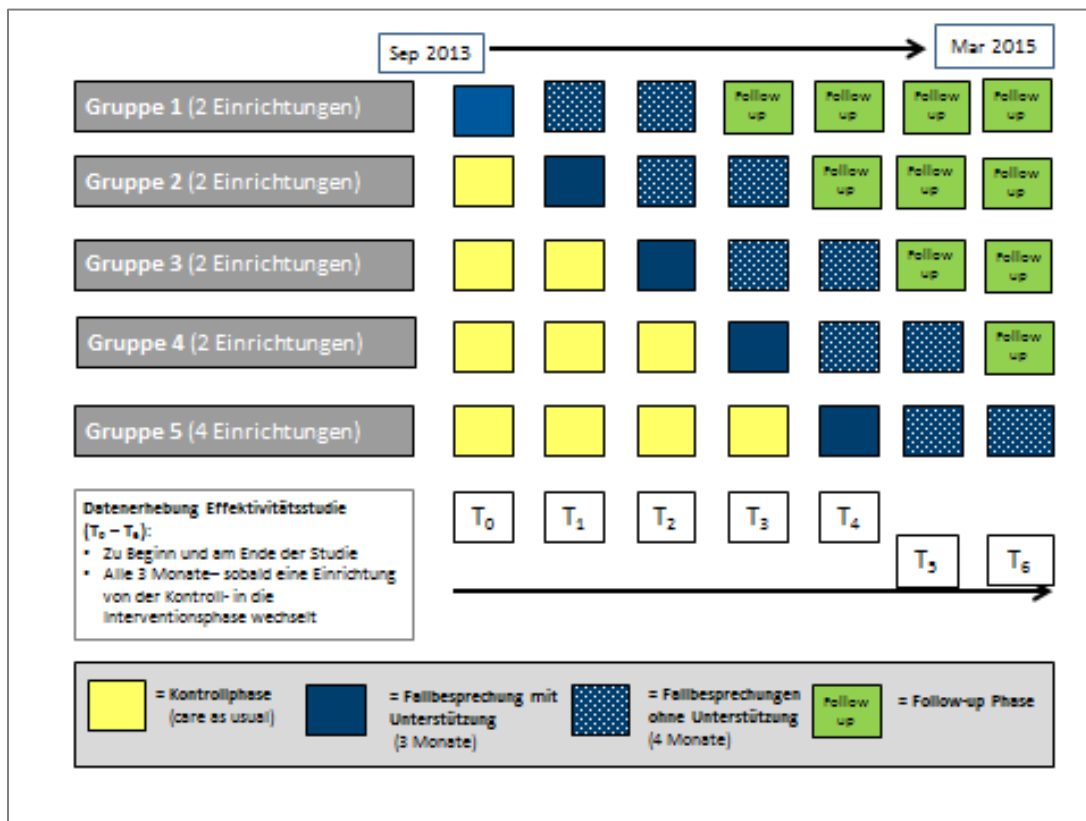 Sep 2013
Mar 2015
Gruppe 1 (2 Einrichtungen)
Follow
up
Follow
up
Follow
up
Follow
up
Gruppe 2 (2 Einrichtungen)
Follow
up
Follow
up
Follow
up
Gruppe 3 (2 Einrichtungen)
Follow
up
Follow
up
Gruppe 4 (2 Einrichtungen)
Follow
up
Gruppe 5 (4 Einrichtungen)
Datenerhebung Effektivitätsstudie
(T₀ – T₆):
• Zu Beginn und am Ende der Studie
• Alle 3 Monate– sobald eine Einrichtung
von der Kontroll- in die
Interventionsphase wechselt
T₀
T₁
T₂
T₃
T₄
T₅
T₆
= Kontrollphase
(care as usual)
= Fallbesprechung mit
Unterstützung
(3 Monate)
= Fallbesprechungen
ohne Unterstützung
(4 Monate)
Follow
up
= Follow-up Phase